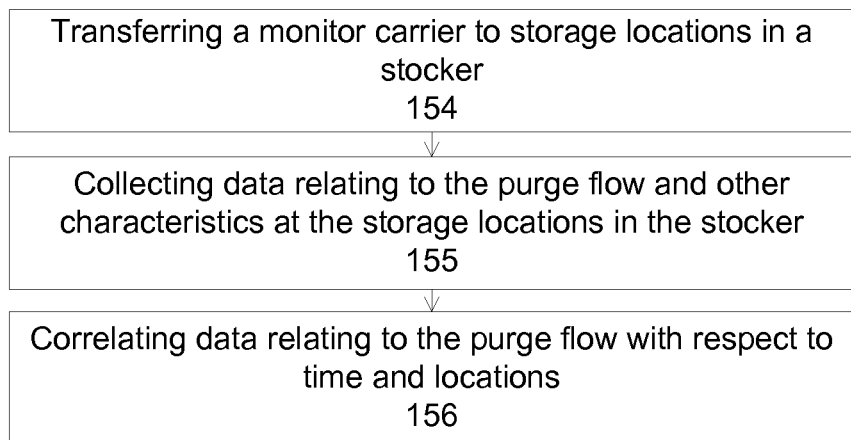 Transferring a monitor carrier to storage locations in a
stocker
154
Collecting data relating to the purge flow and other
characteristics at the storage locations in the stocker
155
Correlating data relating to the purge flow with respect to
time and locations
156